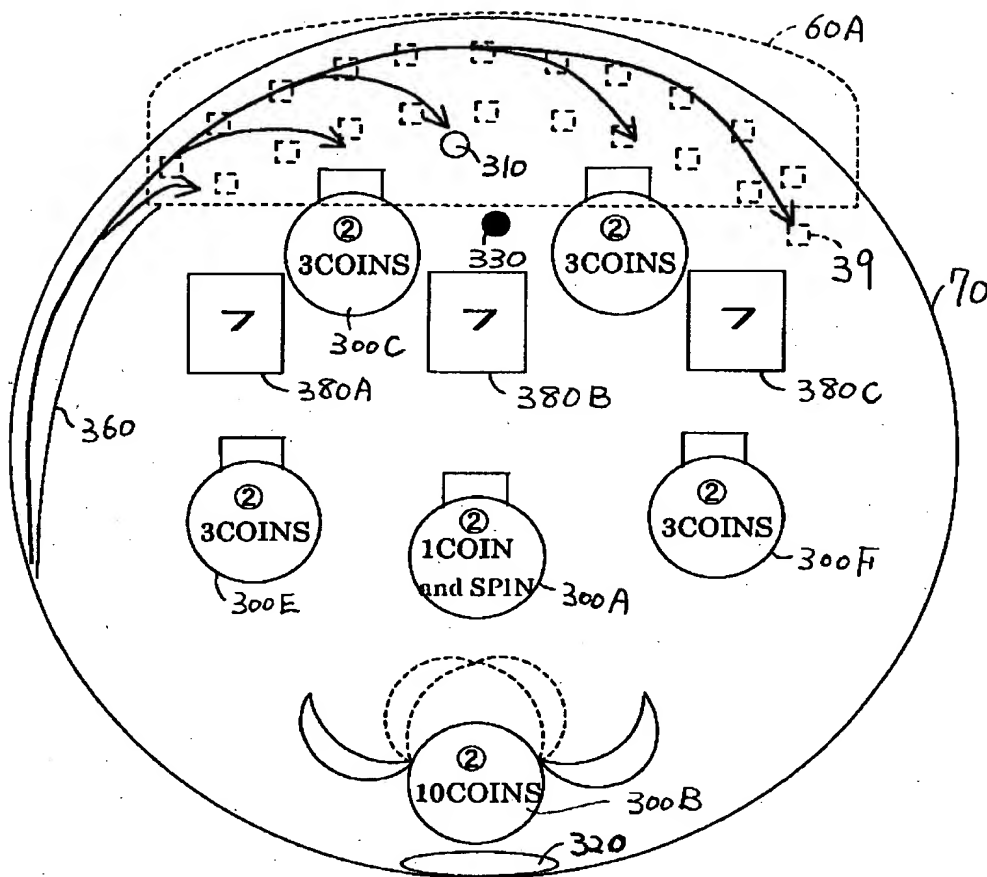 60A
310
②
3COINS
330
②
3COINS
39
70
7
7
7
300C
380A
380B
380C
360
②
3COINS
②
1COIN
and SPIN
②
3COINS
300E
300A
300F
②
10COINS
300B
320